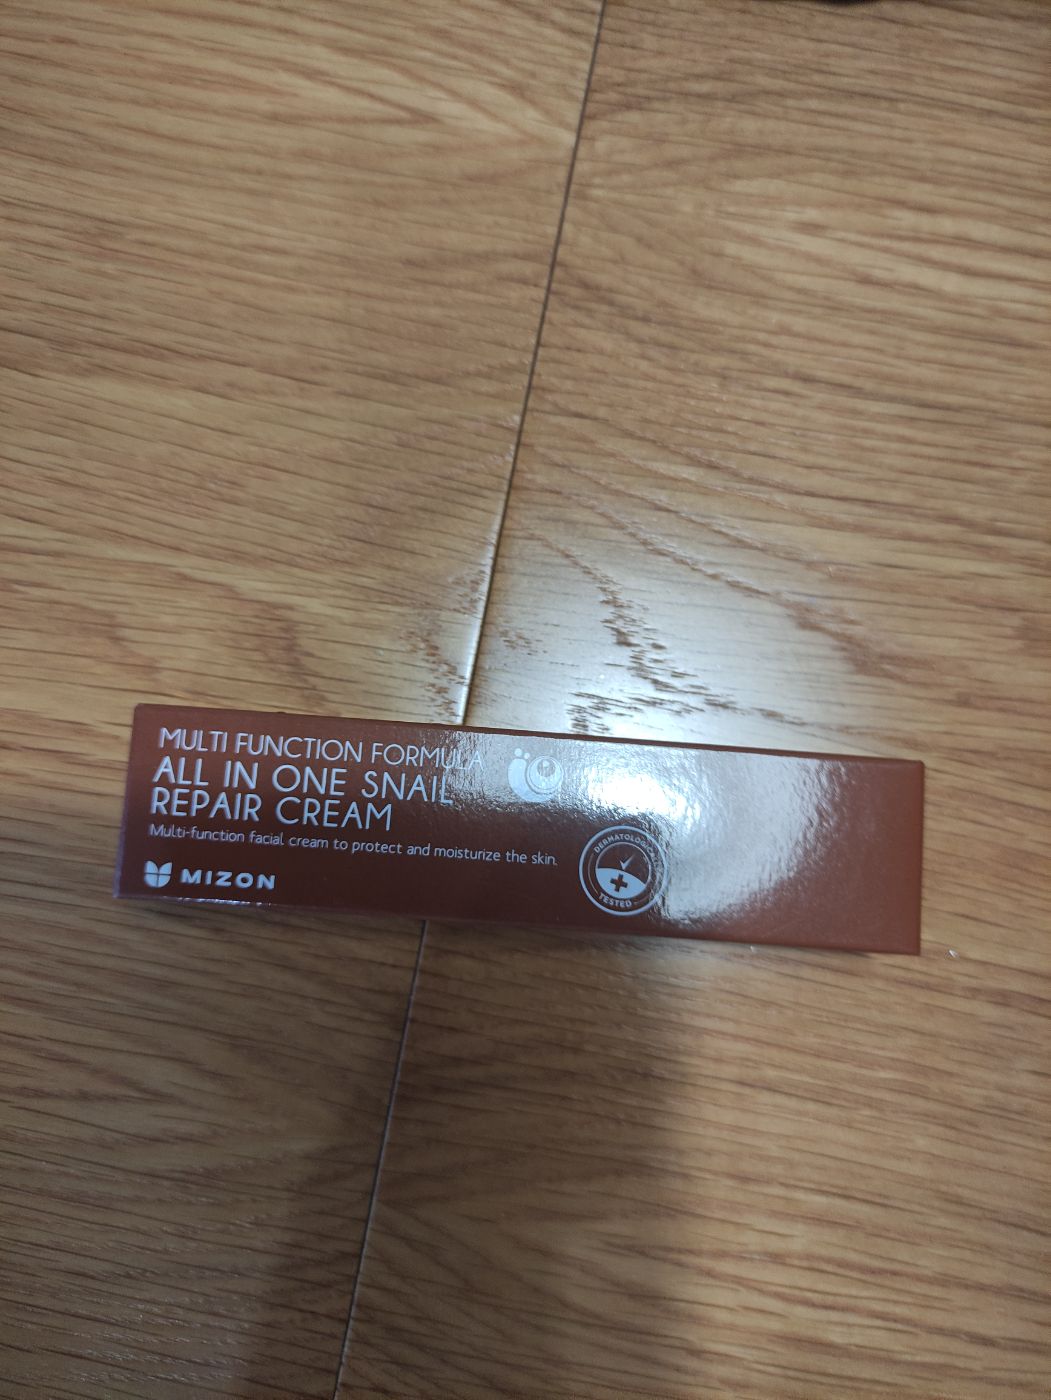 MULTI FUNCTION FORMULA
ALL IN ONE SNAIL
REPAIR CREAM
Multi-function facial cream to protect and moisturize the skin.
MIZON
TESTED